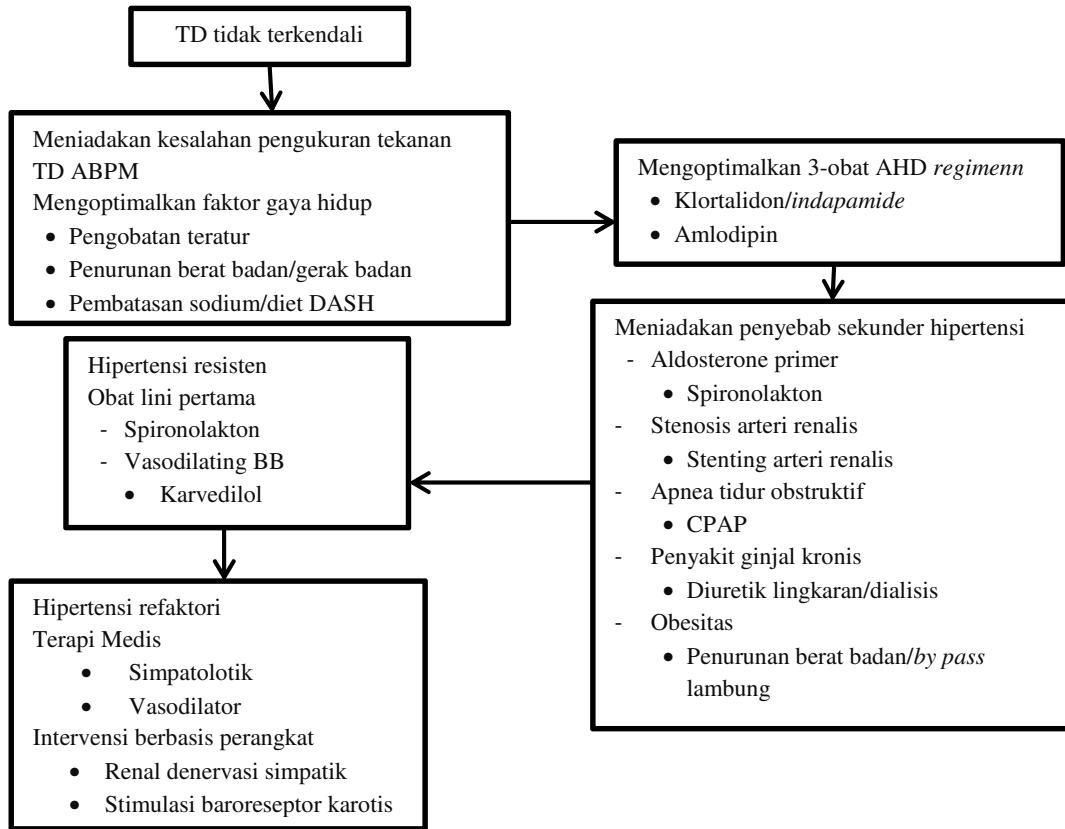 TD tidak terkendali
Meniadakan kesalahan pengukuran tekanan
TD ABPM
Mengoptimalkan faktor gaya hidup
• Pengobatan teratur
• Penurunan berat badan/gerak badan
• Pembatasan sodium/diet DASH
Mengoptimalkan 3-obat AHD regimenn
• Klortalidon/indapamide
• Amlodipin
Meniadakan penyebab sekunder hipertensi
- Aldosterone primer
• Spironolakton
- Stenosis arteri renalis
• Stenting arteri renalis
- Apnea tidur obstruktif
• CPAP
- Penyakit ginjal kronis
• Diuretik lingkaran/dialisis
- Obesitas
• Penurunan berat badan/by pass
lambung
Hipertensi resisten
Obat lini pertama
- Spironolakton
- Vasodilating BB
• Karvedilol
Hipertensi refaktori
Terapi Medis
• Simpatolotik
• Vasodilator
Intervensi berbasis perangkat
• Renal denervasi simpatik
• Stimulasi baroreseptor karotis